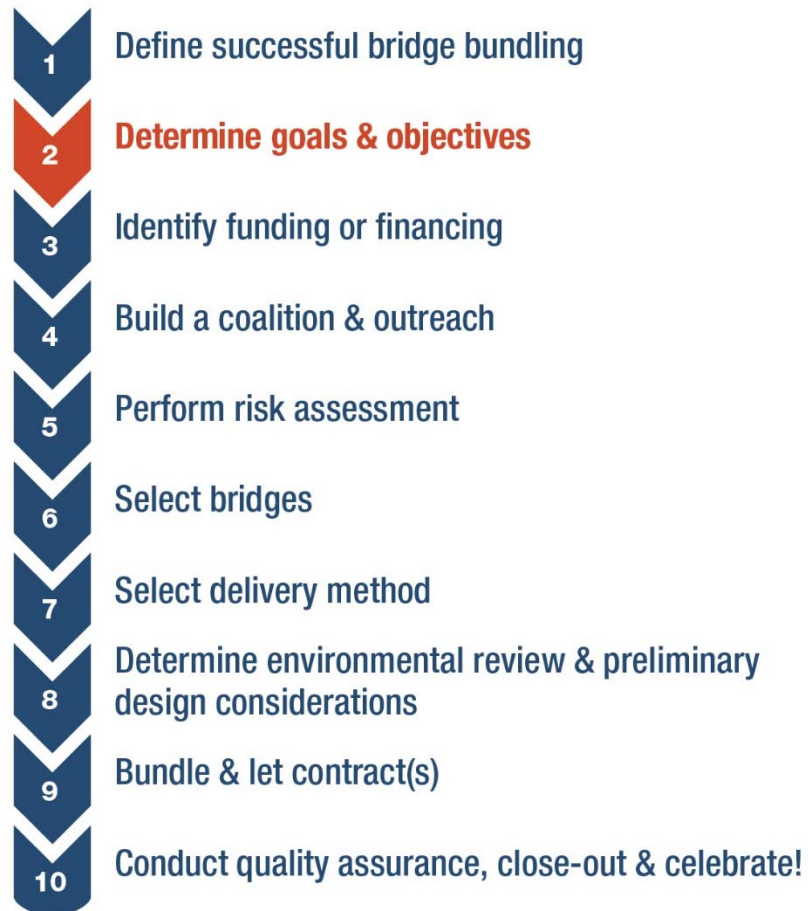 1 Define successful bridge bundling
2 Determine goals & objectives
3 Identify funding or financing
4 Build a coalition & outreach
5 Perform risk assessment
6 Select bridges
7 Select delivery method
8 Determine environmental review & preliminary
design considerations
9 Bundle & let contract(s)
10 Conduct quality assurance, close-out & celebrate!